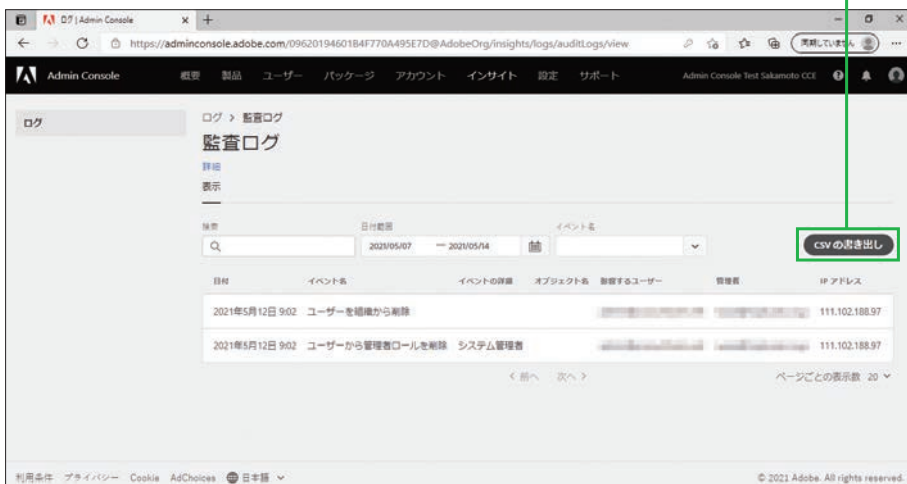 ログ | Admin Console
https://adminconsole.adobe.com/09620194601B4F770A495E7D@AdobeOrg/insights/logs/auditLogs/view
同期していません
Admin Console 概要 製品 ユーザー パッケージ アカウント インサイト 設定 サポート Admin Console Test Sakamoto CCE
ログ
ログ > 監査ログ
監査ログ
詳細
表示
検索 日付範囲 イベント名
2021/05/07 — 2021/05/14
CSV の書き出し
日付 イベント名 イベントの詳細 オブジェクト名 影響するユーザー 管理者 IP アドレス
2021年5月12日 9:02 ユーザーを組織から削除 111.102.188.97
2021年5月12日 9:02 ユーザーから管理者ロールを削除 システム管理者 111.102.188.97
< 前へ 次へ > ページごとの表示数 20
利用条件 プライバシー Cookie AdChoices 日本語 © 2021 Adobe. All rights reserved.